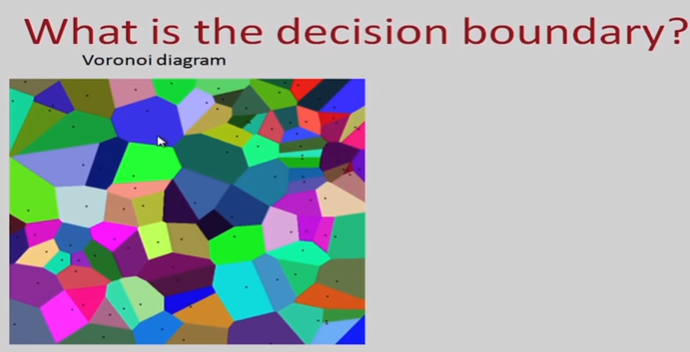 What is the decision boundary?
Voronoi diagram